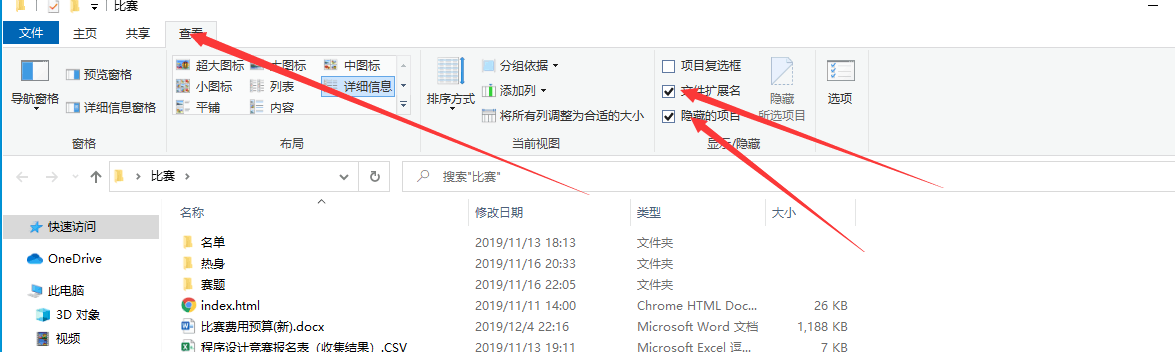 比赛
文件 主页 共享 查看
导航窗格
预览窗格
详细信息窗格
窗格
超大图标 大图标 中图标
小图标 列表 详细信息
平铺 内容
布局
排序方式
分组依据
添加列
将所有列调整为合适的大小
当前视图
项目复选框
文件扩展名
隐藏的项目
隐藏
所选项目
显示/隐藏
选项
比赛
搜索"比赛"
快速访问
OneDrive
此电脑
3D 对象
视频
名称 修改日期 类型 大小
名单 2019/11/13 18:13 文件夹
热身 2019/11/16 20:33 文件夹
赛题 2019/11/16 22:05 文件夹
index.html 2019/11/11 14:00 Chrome HTML Doc... 26 KB
比赛费用预算(新).docx 2019/12/4 22:16 Microsoft Word 文档 1,188 KB
程序设计竞赛报名表（收集结果）.CSV 2019/11/13 19:11 Microsoft Excel 逗... 7 KB